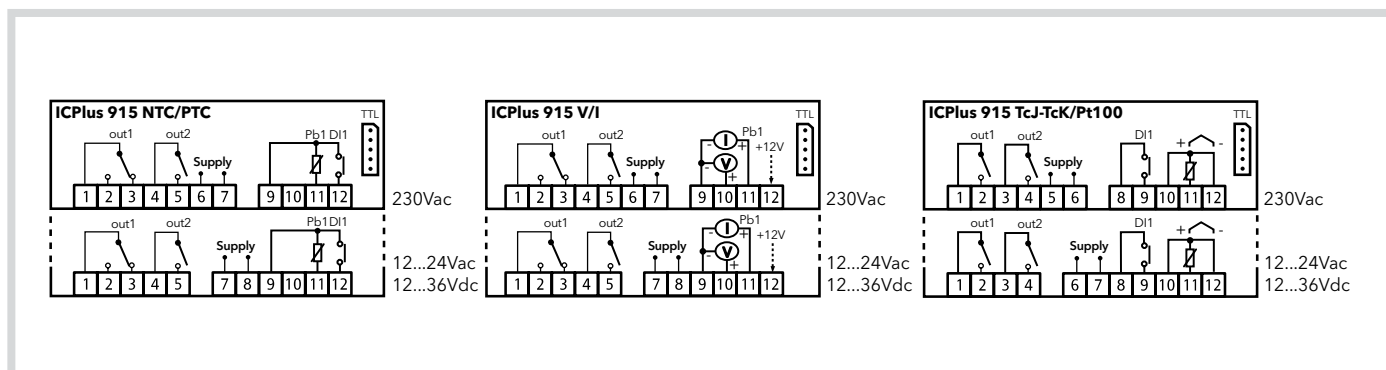 ICPlus 915 NTC/PTC
TTL
out1 out2 Supply Pb1 DI1
1 2 3 4 5 6 7 9 10 11 12
230Vac
out1 out2 Supply Pb1 DI1
1 2 3 4 5 7 8 9 10 11 12
12...24Vac
12...36Vdc
ICPlus 915 V/I
TTL
out1 out2 Supply - I + Pb1 +12V
- V +
1 2 3 4 5 6 7 9 10 11 12
230Vac
out1 out2 Supply - I + Pb1 +12V
- V +
1 2 3 4 5 7 8 9 10 11 12
12...24Vac
12...36Vdc
ICPlus 915 TcJ-TcK/Pt100
TTL
out1 out2 Supply DI1 + -
1 2 3 4 5 6 8 9 10 11 12
230Vac
out1 out2 Supply DI1 + -
1 2 3 4 6 7 8 9 10 11 12
12...24Vac
12...36Vdc